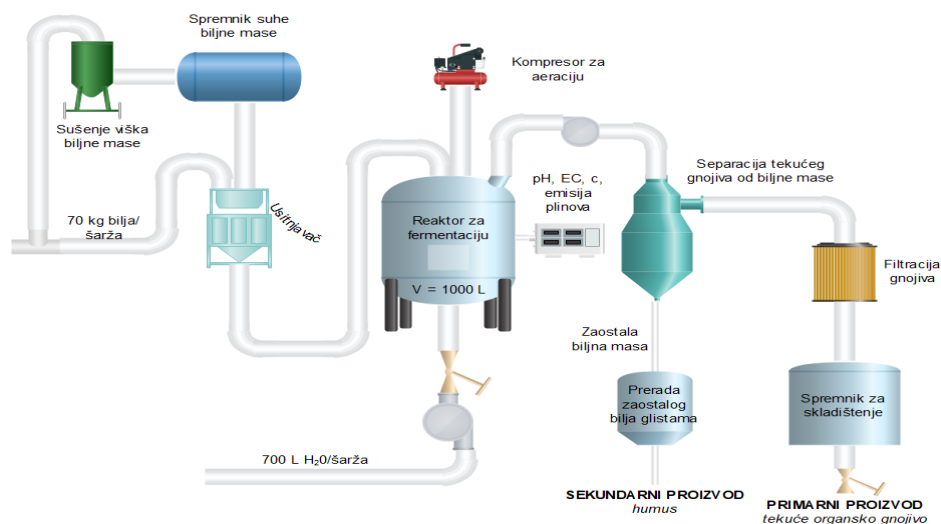 Spremnik suhe
biljne mase
Kompresor za
aeraciju
Sušenje viška
biljne mase
Separacija tekućeg
gnojiva od biljne mase
pH, EC, c,
emisija
plinova
70 kg bilja/
šarža
Usitnjavač
Reaktor za
fermentaciju
V = 1000 L
Filtracija
gnojiva
Zaostala
biljna masa
Prerada
zaostalog
bilja glistama
Spremnik za
skladištenje
700 L H₂0/šarža
SEKUNDARNI PROIZVOD
humus
PRIMARNI PROIZVOD
tekuće organsko gnojivo